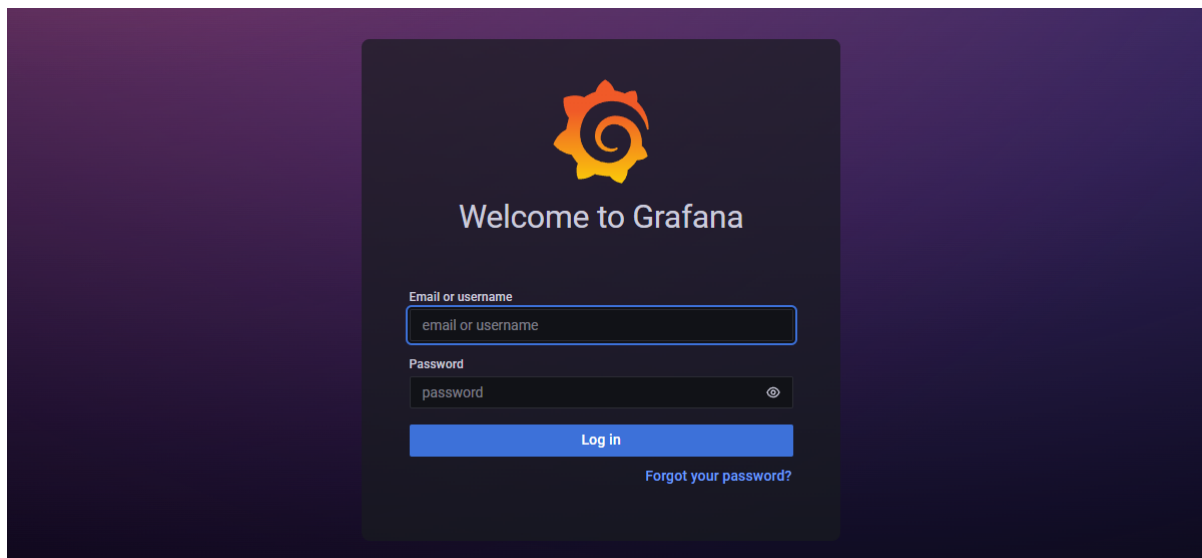 Welcome to Grafana
Email or username
email or username
Password
password
Log in
Forgot your password?